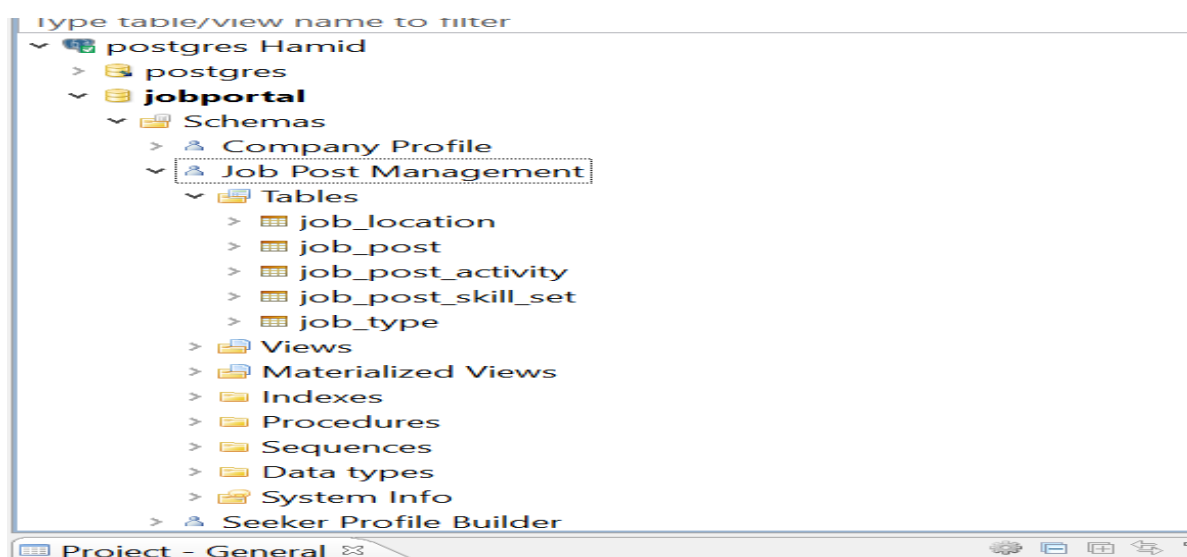 Type table/view name to filter
postgres Hamid
postgres
jobportal
Schemas
Company Profile
Job Post Management
Tables
job_location
job_post
job_post_activity
job_post_skill_set
job_type
Views
Materialized Views
Indexes
Procedures
Sequences
Data types
System Info
Seeker Profile Builder
Project - General